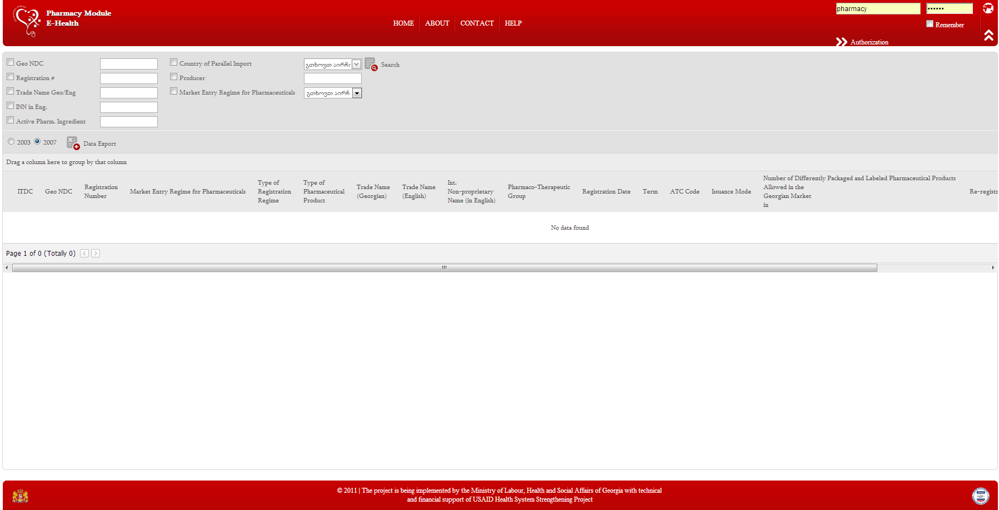 Pharmacy Module
E-Health
HOME
ABOUT
CONTACT
HELP
pharmacy
••••••
Remember
Authorization
Geo NDC
Country of Parallel Import
გთხოვთ აირჩი
Search
Registration #
Producer
Trade Name Geo/Eng
Market Entry Regime for Pharmaceuticals
გთხოვთ აირჩ
INN in Eng.
Active Pharm. Ingredient
2003
2007
Data Export
Drag a column here to group by that column
ITDC
Geo NDC
Registration
Number
Market Entry Regime for Pharmaceuticals
Type of
Registration
Regime
Type of
Pharmaceutical
Product
Trade Name
(Georgian)
Trade Name
(English)
Int.
Non-proprietary
Name (in English)
Pharmaco-Therapeutic
Group
Registration Date
Term
ATC Code
Issuance Mode
Number of Differently Packaged and Labeled Pharmaceutical Products
Allowed in the
Georgian Market
in
Re-registr
No data found
Page 1 of 0 (Totally 0)
© 2011 | The project is being implemented by the Ministry of Labour, Health and Social Affairs of Georgia with technical
and financial support of USAID Health System Strengthening Project
USAID